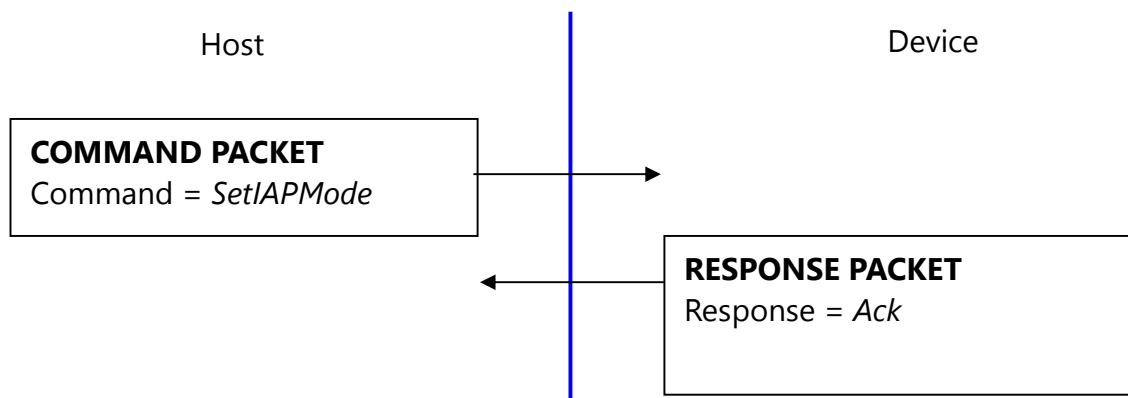 Host
Device
COMMAND PACKET
Command = SetIAPMode
RESPONSE PACKET
Response = Ack